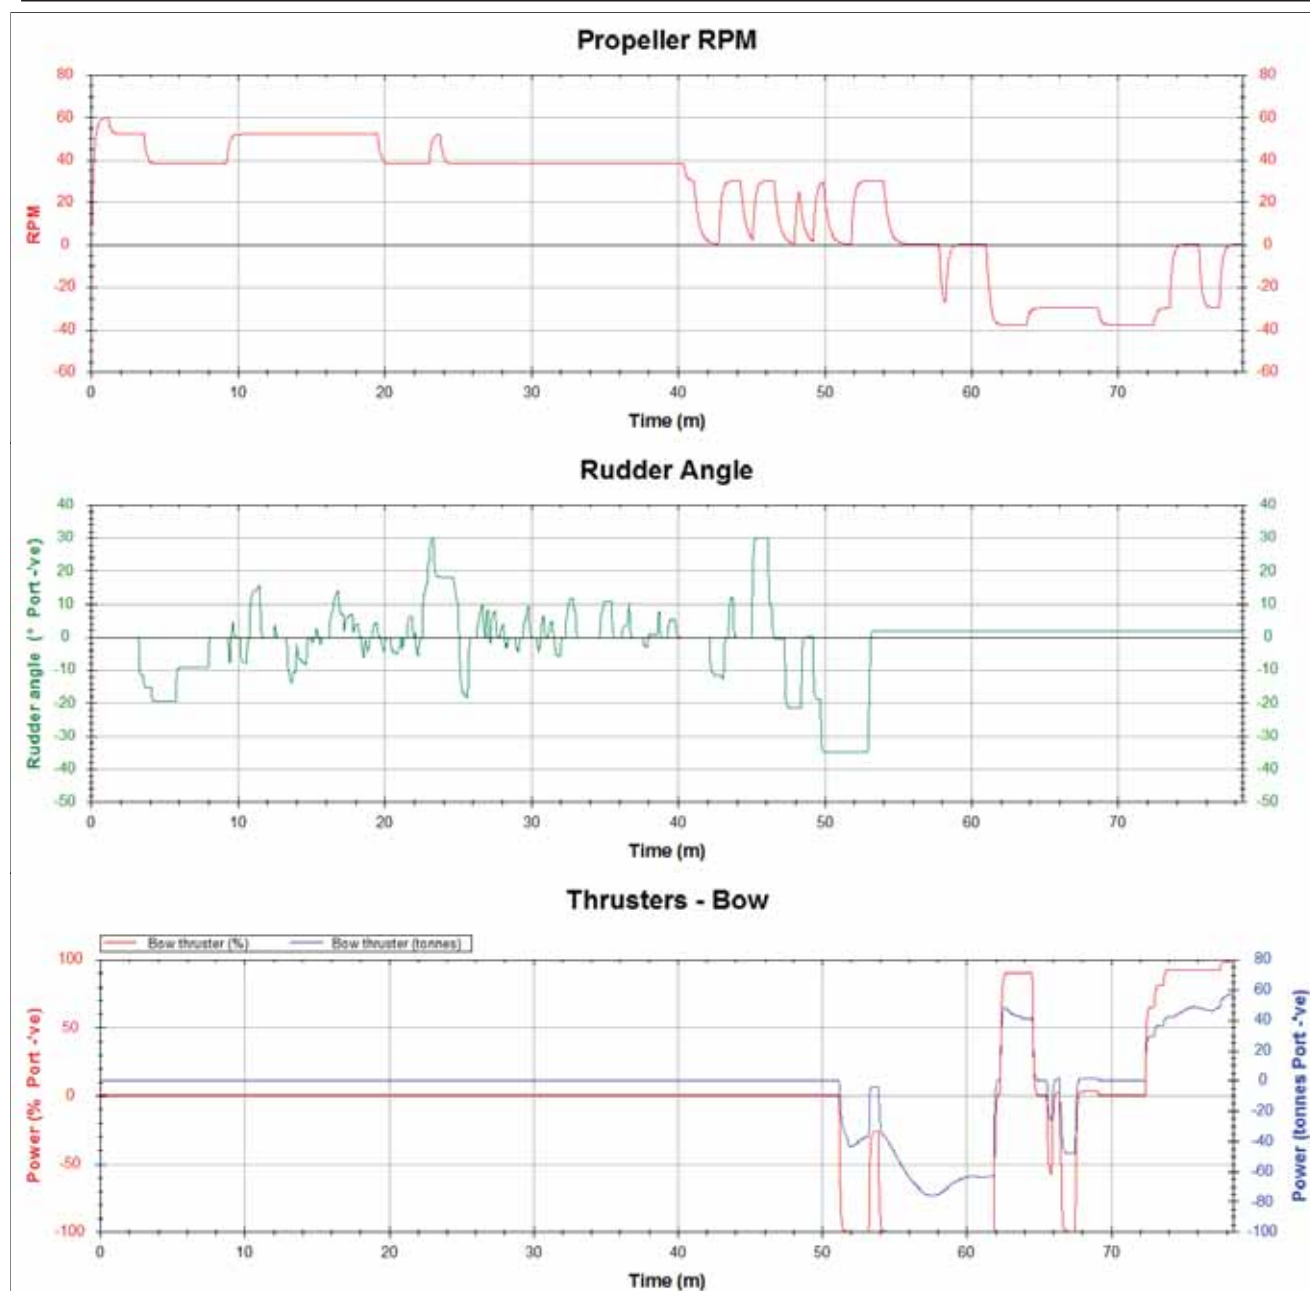 Propeller RPM
80 80
60 60
40 40
20 20
RPM
0 0
-20 -20
-40 -40
-60 -60
0 10 20 30 40 50 60 70
Time (m)
Rudder Angle
40 40
30 30
20 20
10 10
0 0
-10 -10
-20 -20
-30 -30
-40 -40
-50 -50
Rudder angle (° Port -'ve)
0 10 20 30 40 50 60 70
Time (m)
Thrusters - Bow
Bow thruster (%) Bow thruster (tonnes)
100 80
60
50 40
20
0 0
-20
-40
-50 -60
-80
-100 -100
Power (% Port -'ve)
Power (tonnes Port -'ve)
0 10 20 30 40 50 60 70
Time (m)